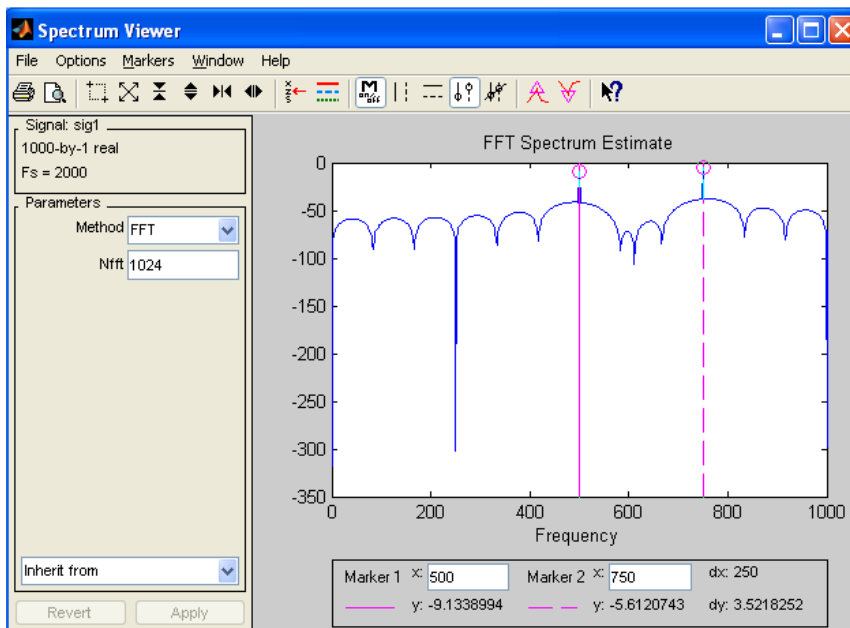 Spectrum Viewer
File Options Markers Window Help
M
on/off
Signal: sig1
1000-by-1 real
Fs = 2000
Parameters
Method FFT
Nfft 1024
Inherit from
Revert Apply
FFT Spectrum Estimate
0
-50
-100
-150
-200
-250
-300
-350
0 200 400 600 800 1000
Frequency
Marker 1 x: 500 Marker 2 x: 750 dx: 250
y: -9.1338994 y: -5.6120743 dy: 3.5218252